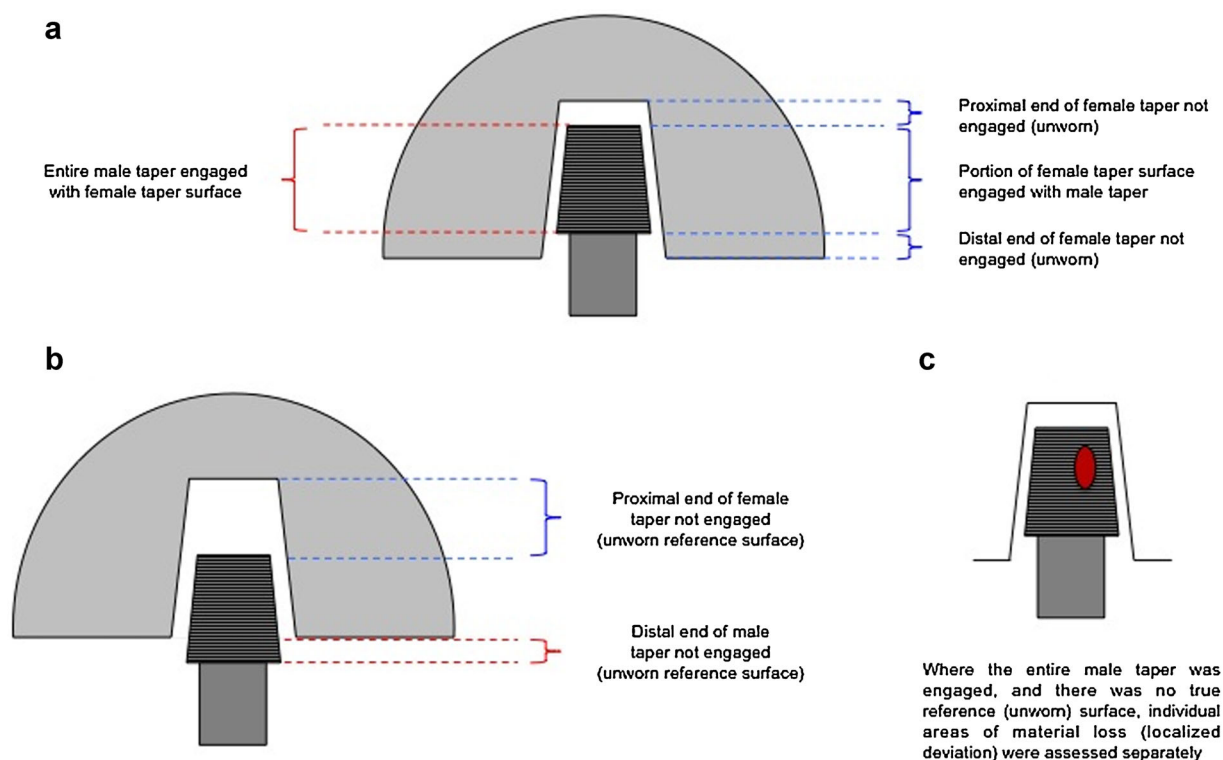 a
Entire male taper engaged
with female taper surface
Proximal end of female taper not
engaged (unworn)
Portion of female taper surface
engaged with male taper
Distal end of female taper not
engaged (unworn)
b
Proximal end of female
taper not engaged
(unworn reference surface)
Distal end of male
taper not engaged
(unworn reference surface)
c
Where the entire male taper was
engaged, and there was no true
reference (unworn) surface, individual
areas of material loss (localized
deviation) were assessed separately